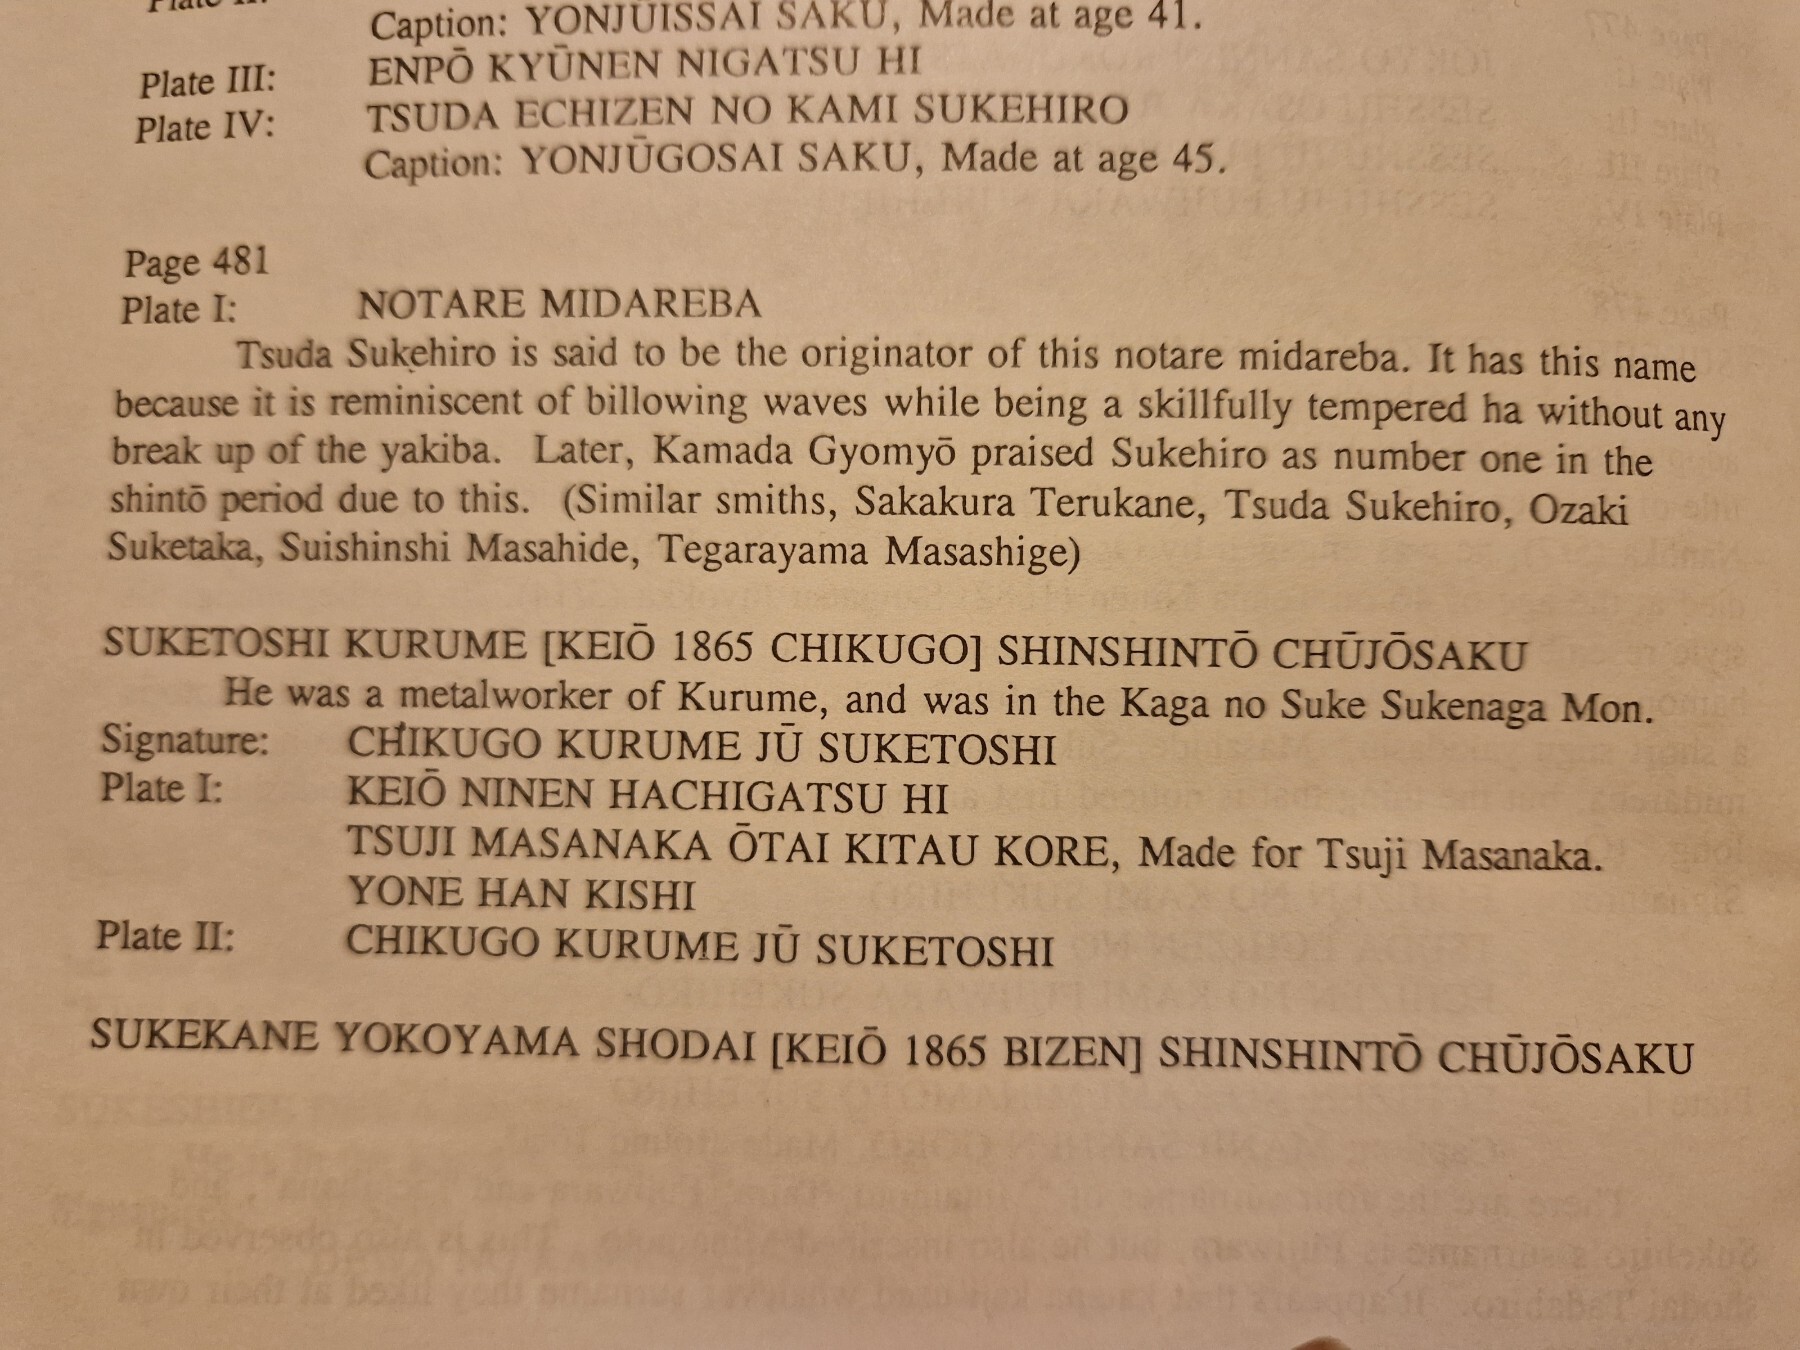 Plate II:
Caption: YONJŪISSAI SAKU, Made at age 41.
Plate III: ENPŌ KYŪNEN NIGATSU HI
Plate IV: TSUDA ECHIZEN NO KAMI SUKEHIRO
Caption: YONJŪGOSAI SAKU, Made at age 45.
Page 481
Plate I: NOTARE MIDAREBA
Tsuda Sukehiro is said to be the originator of this notare midareba. It has this name
because it is reminiscent of billowing waves while being a skillfully tempered ha without any
break up of the yakiba. Later, Kamada Gyomyō praised Sukehiro as number one in the
shintō period due to this. (Similar smiths, Sakakura Terukane, Tsuda Sukehiro, Ozaki
Suketaka, Suishinshi Masahide, Tegarayama Masashige)
SUKETOSHI KURUME [KEIŌ 1865 CHIKUGO] SHINSHINTŌ CHŪJŌSAKU
He was a metalworker of Kurume, and was in the Kaga no Suke Sukenaga Mon.
Signature: CHIKUGO KURUME JŪ SUKETOSHI
Plate I: KEIŌ NINEN HACHIGATSU HI
TSUJI MASANAKA ŌTAI KITAU KORE, Made for Tsuji Masanaka.
YONE HAN KISHI
Plate II: CHIKUGO KURUME JŪ SUKETOSHI
SUKEKANE YOKOYAMA SHODAI [KEIŌ 1865 BIZEN] SHINSHINTŌ CHŪJŌSAKU